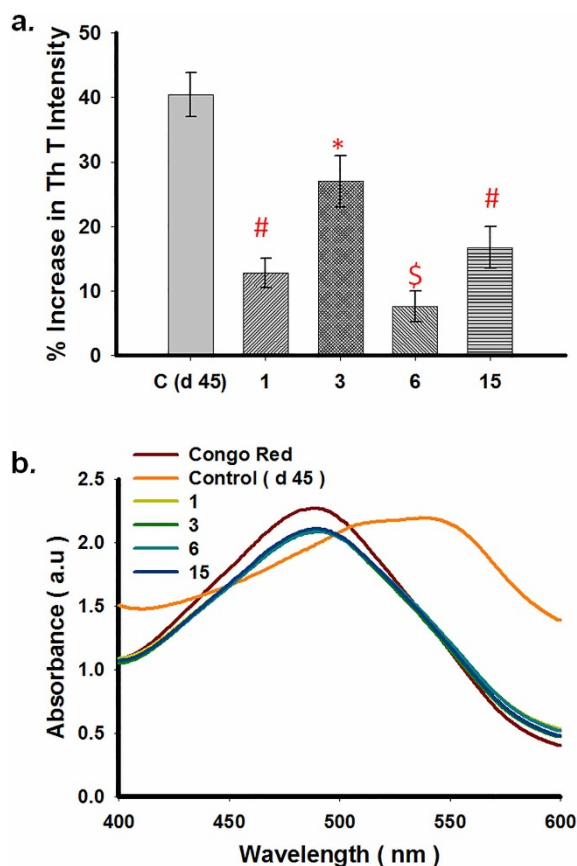 a.
% Increase in Th T Intensity
50
40
30
20
10
0
#
*
$
#
C (d 45) 1 3 6 15
b.
Congo Red
Control ( d 45 )
1
3
6
15
Absorbance ( a.u )
2.5
2.0
1.5
1.0
0.5
0.0
400 450 500 550 600
Wavelength ( nm )